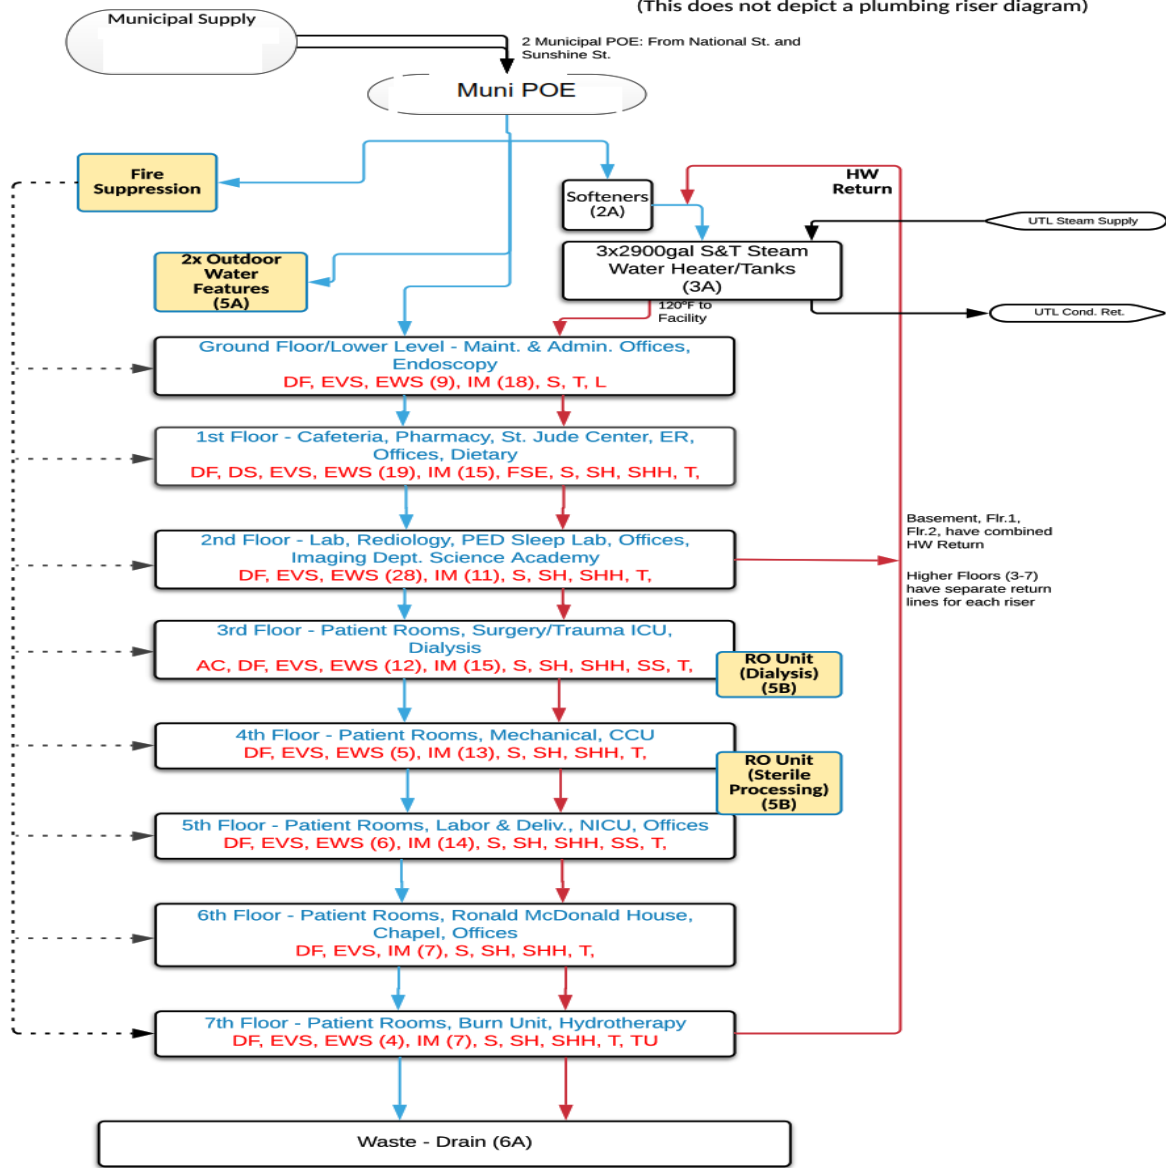 (This does not depict a plumbing riser diagram)
Municipal Supply
2 Municipal POE: From National St. and
Sunshine St.
Muni POE
Fire
Suppression
HW
Return
Softeners
(2A)
UTL Steam Supply
2x Outdoor
Water
Features
(5A)
3x2900gal S&T Steam
Water Heater/Tanks
(3A)
120°F to
Facility
UTL Cond. Ret.
Ground Floor/Lower Level - Maint. & Admin. Offices,
Endoscopy
DF, EVS, EWS (9), IM (18), S, T, L
1st Floor - Cafeteria, Pharmacy, St. Jude Center, ER,
Offices, Dietary
DF, DS, EVS, EWS (19), IM (15), FSE, S, SH, SHH, T,
2nd Floor - Lab, Rediology, PED Sleep Lab, Offices,
Imaging Dept. Science Academy
DF, EVS, EWS (28), IM (11), S, SH, SHH, T,
Basement, Flr.1,
Flr.2, have combined
HW Return
Higher Floors (3-7)
have separate return
lines for each riser
3rd Floor - Patient Rooms, Surgery/Trauma ICU,
Dialysis
AC, DF, EVS, EWS (12), IM (15), S, SH, SHH, SS, T,
RO Unit
(Dialysis)
(5B)
4th Floor - Patient Rooms, Mechanical, CCU
DF, EVS, EWS (5), IM (13), S, SH, SHH, T,
RO Unit
(Sterile
Processing)
(5B)
5th Floor - Patient Rooms, Labor & Deliv., NICU, Offices
DF, EVS, EWS (6), IM (14), S, SH, SHH, SS, T,
6th Floor - Patient Rooms, Ronald McDonald House,
Chapel, Offices
DF, EVS, IM (7), S, SH, SHH, T,
7th Floor - Patient Rooms, Burn Unit, Hydrotherapy
DF, EVS, EWS (4), IM (7), S, SH, SHH, T, TU
Waste - Drain (6A)